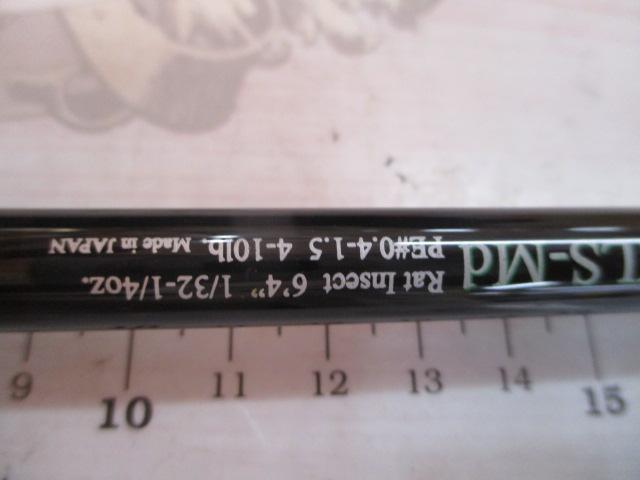 LS-Md
Rat Insect 6'4" 1/32-1/4oz.
PE#0.4-1.5 4-10lb. Made in JAPAN
9 10 11 12 13 14 15